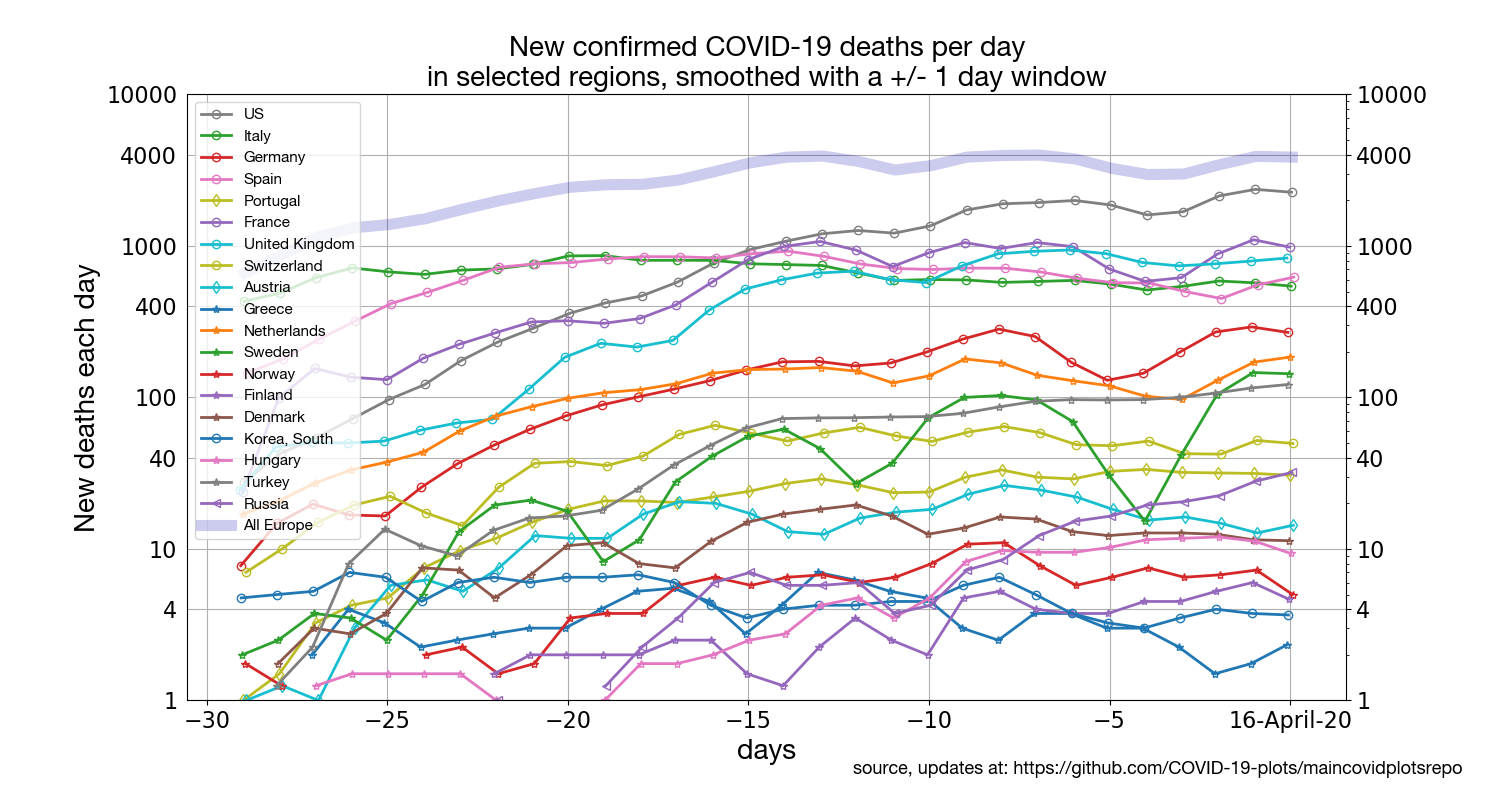 New confirmed COVID-19 deaths per day
in selected regions, smoothed with a +/- 1 day window
10000
4000
1000
400
100
40
10
4
1
New deaths each day
US
Italy
Germany
Spain
Portugal
France
United Kingdom
Switzerland
Austria
Greece
Netherlands
Sweden
Norway
Finland
Denmark
Korea, South
Hungary
Turkey
Russia
All Europe
10000
4000
1000
400
100
40
10
4
1
−30 −25 −20 −15 −10 −5 16-April-20
days
source, updates at: https://github.com/COVID-19-plots/maincovidplotsrepo